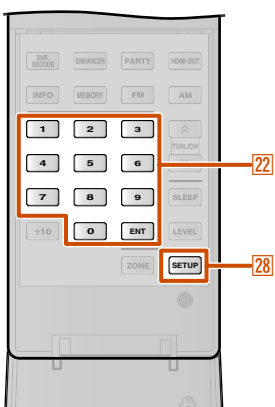 SUR. DECODE ENHANCER PARTY HDMI OUT
INFO MEMORY FM AM
1 2 3
TUN./CH
4 5 6 22
7 8 9 SLEEP
+10 0 ENT LEVEL
ZONE SETUP 28